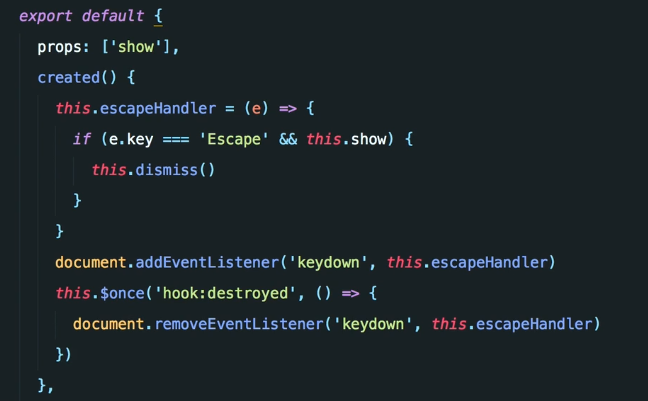 export default {
props: ['show'],
created() {
this.escapeHandler = (e) => {
if (e.key === 'Escape' && this.show) {
this.dismiss()
}
}
document.addEventListener('keydown', this.escapeHandler)
this.$once('hook:destroyed', () => {
document.removeEventListener('keydown', this.escapeHandler)
})
},